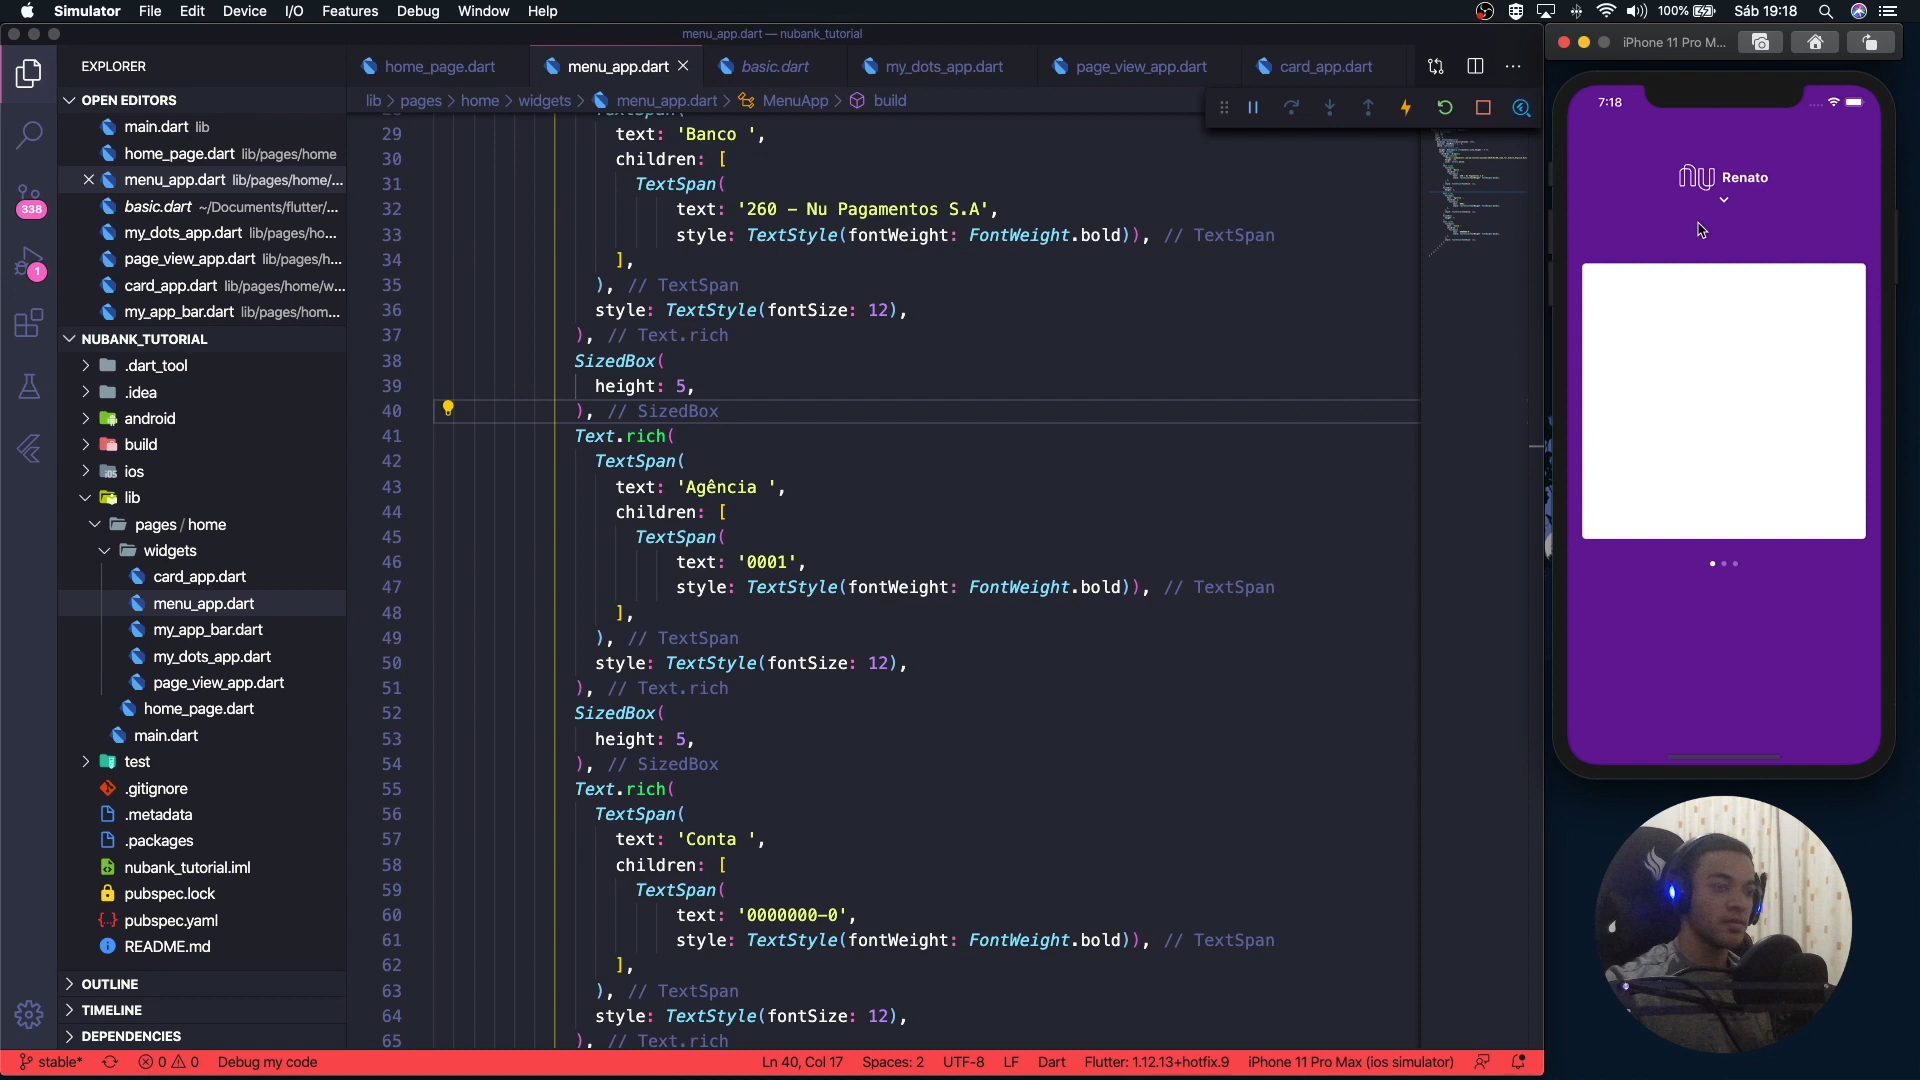 Simulator File Edit Device I/O Features Debug Window Help
100% Sáb 19:18
menu_app.dart — nubank_tutorial
iPhone 11 Pro M...
EXPLORER
home_page.dart
menu_app.dart
basic.dart
my_dots_app.dart
page_view_app.dart
card_app.dart
lib > pages > home > widgets > menu_app.dart > MenuApp > build
OPEN EDITORS
main.dart lib
home_page.dart lib/pages/home
menu_app.dart lib/pages/home/...
basic.dart ~/Documents/flutter/...
my_dots_app.dart lib/pages/ho...
page_view_app.dart lib/pages/h...
card_app.dart lib/pages/home/w...
my_app_bar.dart lib/pages/hom...
NUBANK_TUTORIAL
.dart_tool
.idea
android
build
ios
lib
pages / home
widgets
card_app.dart
menu_app.dart
my_app_bar.dart
my_dots_app.dart
page_view_app.dart
home_page.dart
main.dart
test
.gitignore
.metadata
.packages
nubank_tutorial.iml
pubspec.lock
pubspec.yaml
README.md
OUTLINE
TIMELINE
DEPENDENCIES
338
1
29 text: 'Banco ',
30 children: [
31 TextSpan(
32 text: '260 - Nu Pagamentos S.A',
33 style: TextStyle(fontWeight: FontWeight.bold)), // TextSpan
34 ],
35 ), // TextSpan
36 style: TextStyle(fontSize: 12),
37 ), // Text.rich
38 SizedBox(
39 height: 5,
40 ), // SizedBox
41 Text.rich(
42 TextSpan(
43 text: 'Agência ',
44 children: [
45 TextSpan(
46 text: '0001',
47 style: TextStyle(fontWeight: FontWeight.bold)), // TextSpan
48 ],
49 ), // TextSpan
50 style: TextStyle(fontSize: 12),
51 ), // Text.rich
52 SizedBox(
53 height: 5,
54 ), // SizedBox
55 Text.rich(
56 TextSpan(
57 text: 'Conta ',
58 children: [
59 TextSpan(
60 text: '0000000-0',
61 style: TextStyle(fontWeight: FontWeight.bold)), // TextSpan
62 ],
63 ), // TextSpan
64 style: TextStyle(fontSize: 12),
65 ), // Text.rich
7:18
nu Renato
stable* 0 0 Debug my code
Ln 40, Col 17 Spaces: 2 UTF-8 LF Dart Flutter: 1.12.13+hotfix.9 iPhone 11 Pro Max (ios simulator)